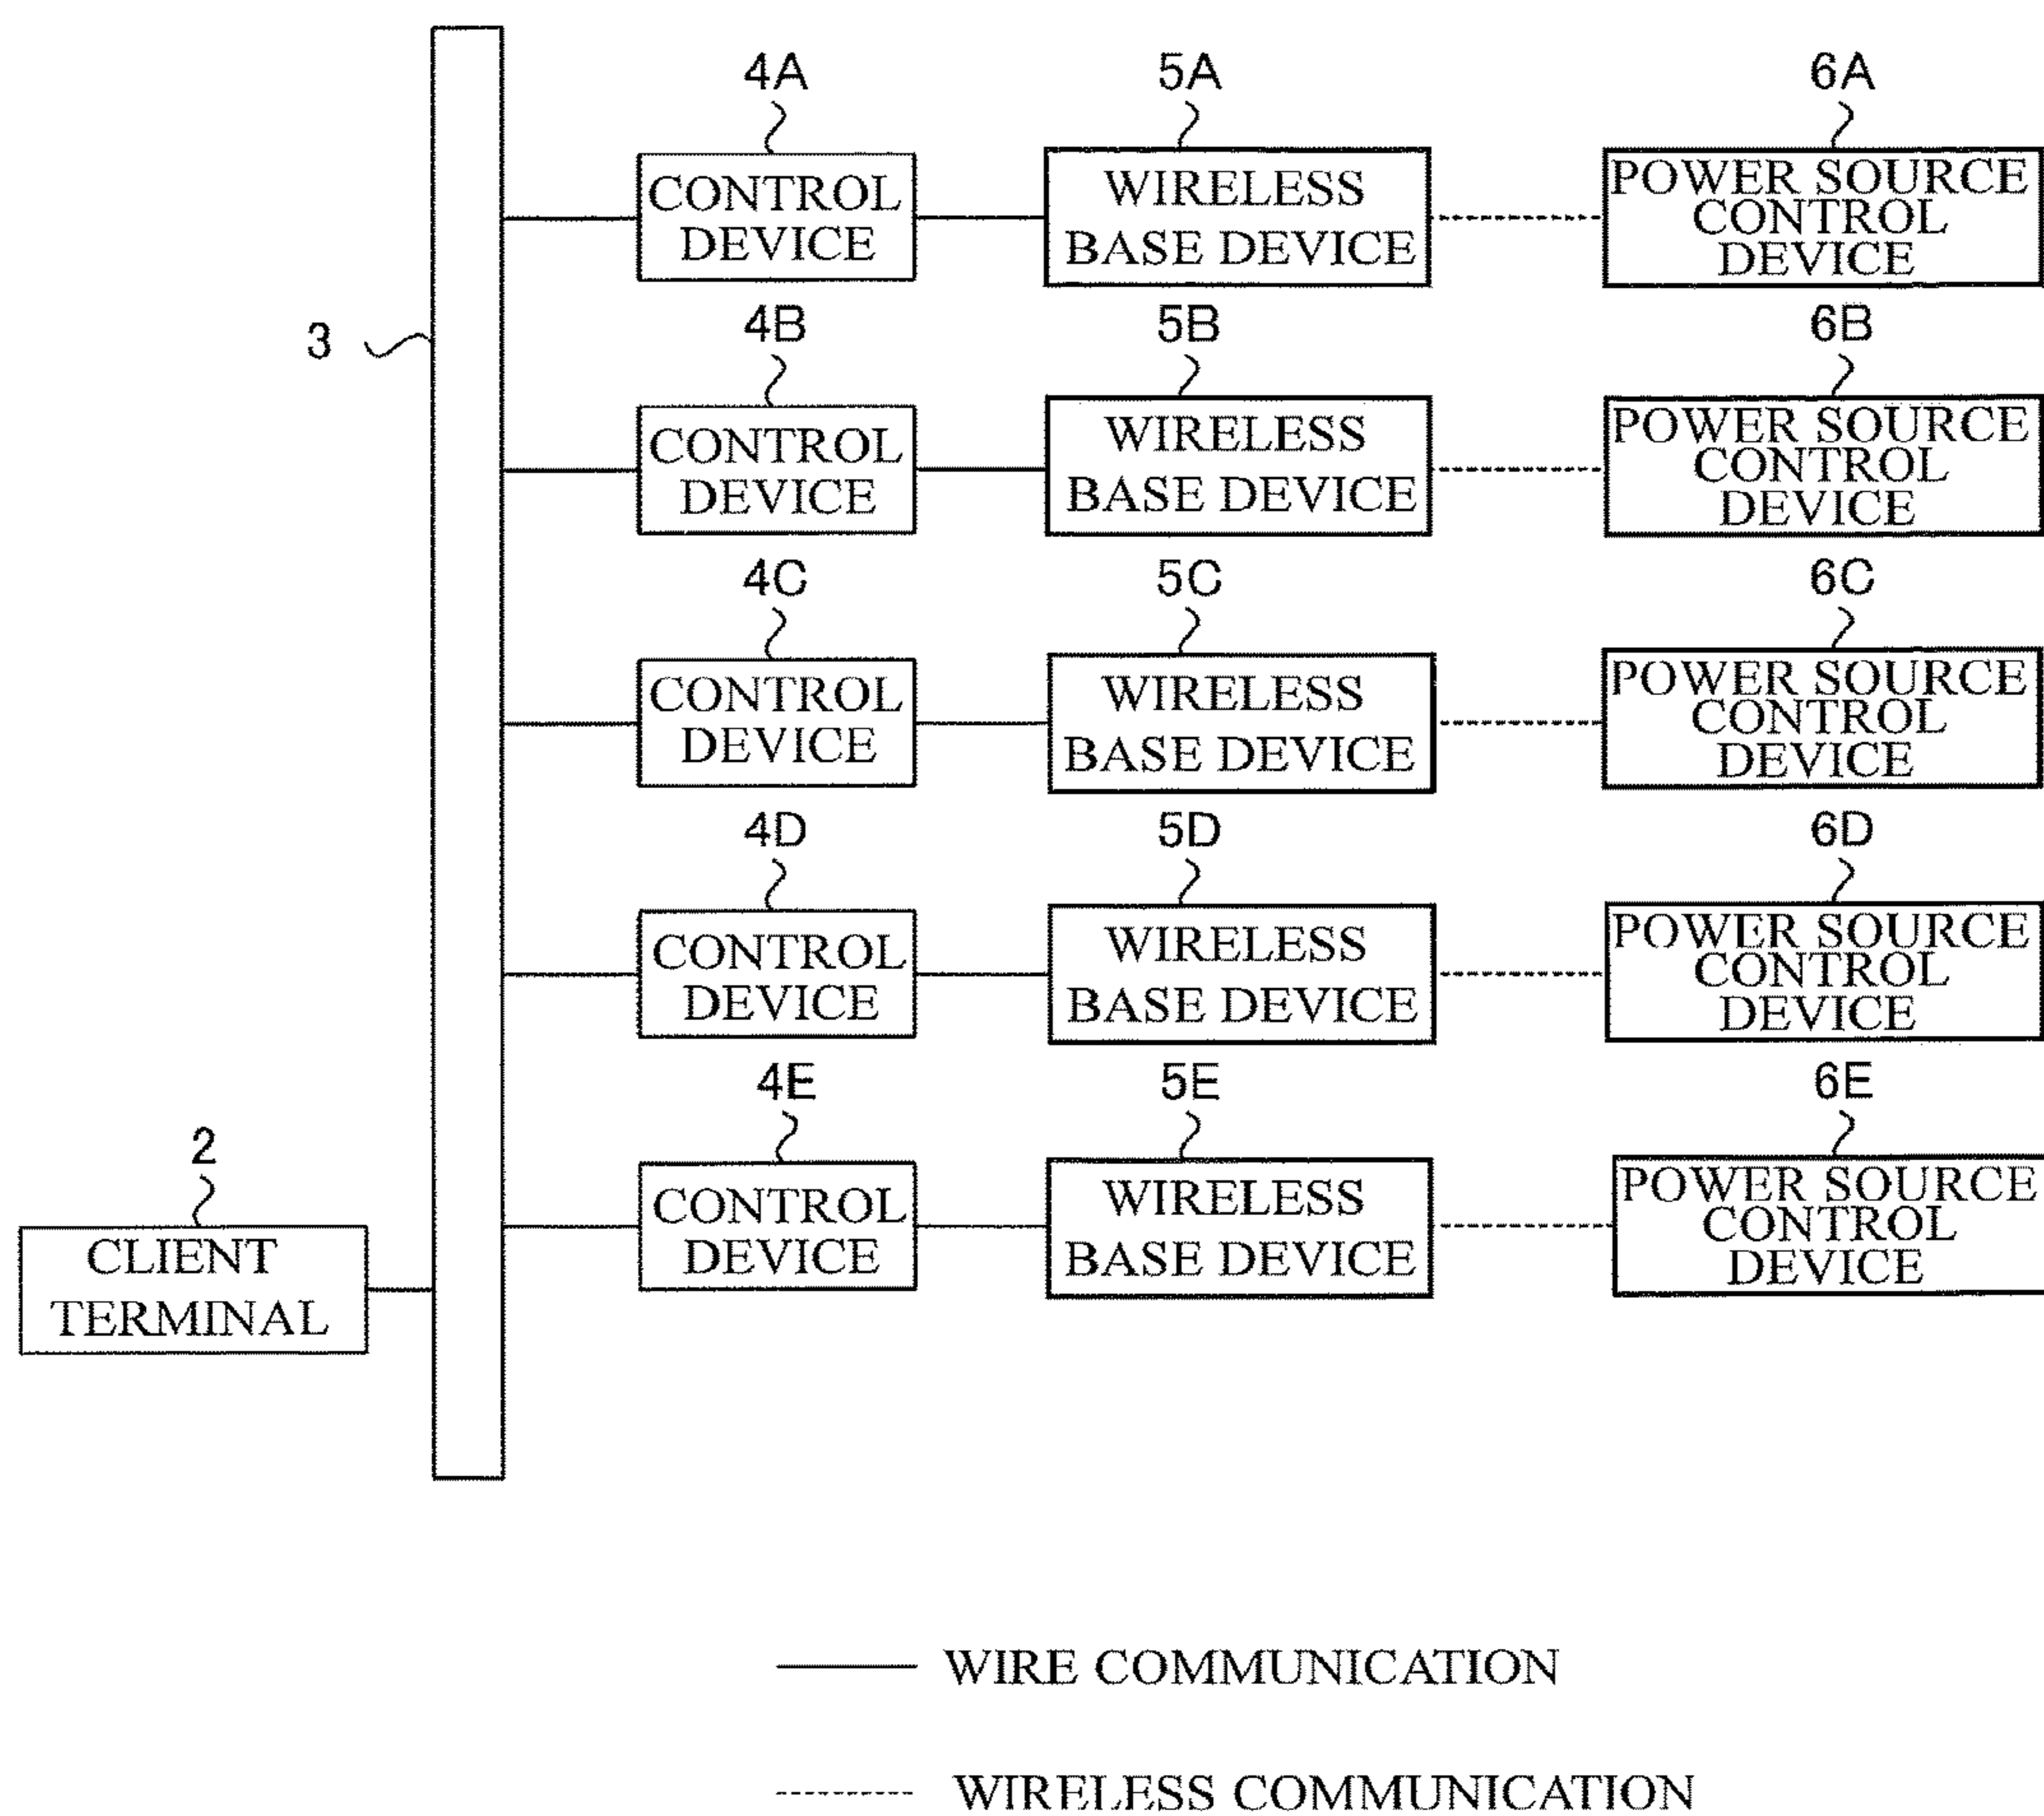 4A 5A 6A
CONTROL
DEVICE
WIRELESS
BASE DEVICE
POWER SOURCE
CONTROL
DEVICE
3
4B 5B 6B
CONTROL
DEVICE
WIRELESS
BASE DEVICE
POWER SOURCE
CONTROL
DEVICE
4C 5C 6C
CONTROL
DEVICE
WIRELESS
BASE DEVICE
POWER SOURCE
CONTROL
DEVICE
4D 5D 6D
CONTROL
DEVICE
WIRELESS
BASE DEVICE
POWER SOURCE
CONTROL
DEVICE
4E 5E 6E
CONTROL
DEVICE
WIRELESS
BASE DEVICE
POWER SOURCE
CONTROL
DEVICE
2
CLIENT
TERMINAL
WIRE COMMUNICATION
WIRELESS COMMUNICATION